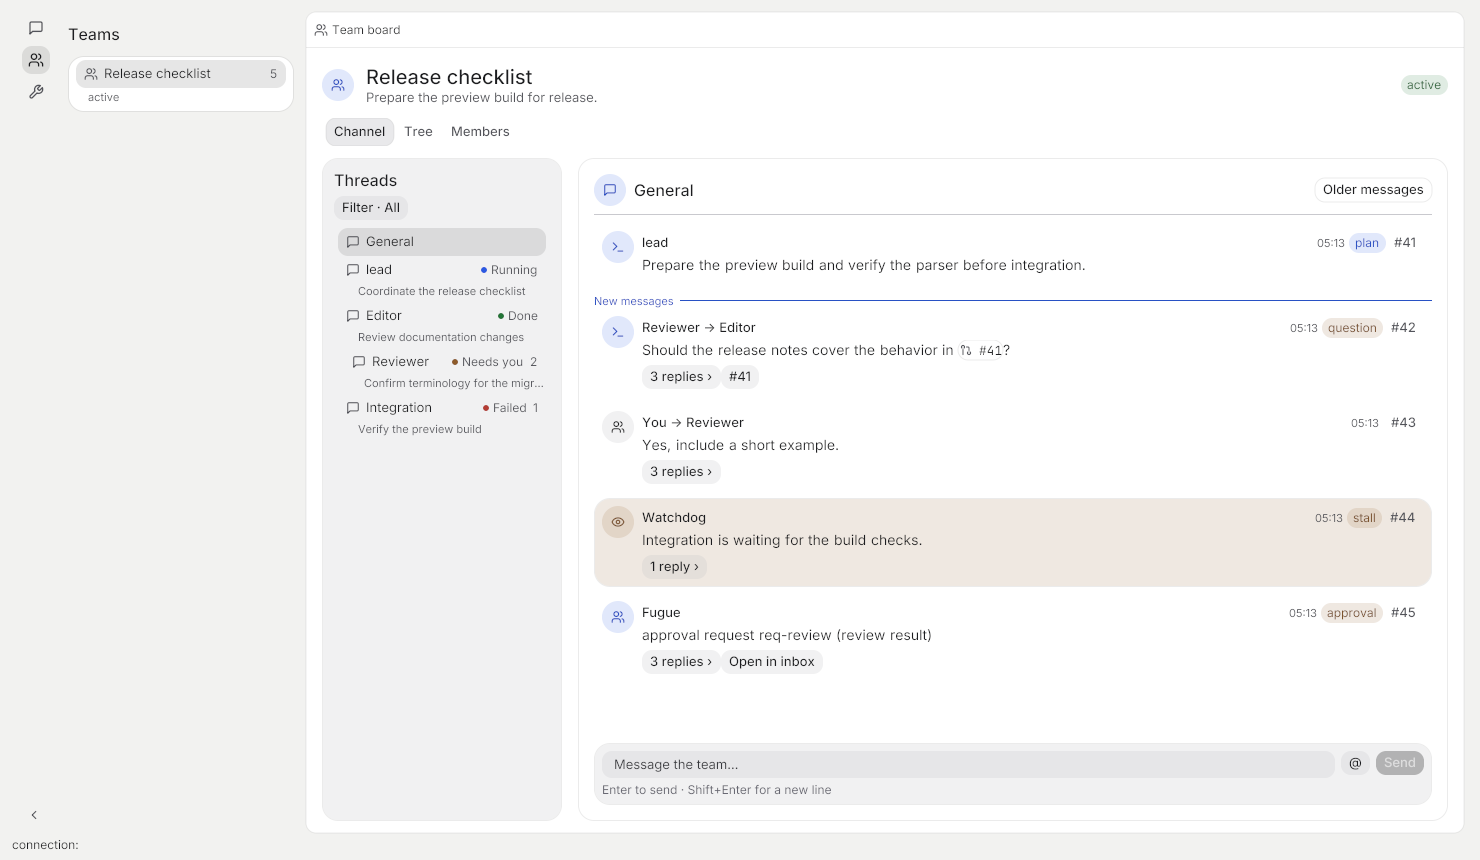 Teams
Release checklist 5
active
connection:
Team board
Release checklist
Prepare the preview build for release.
active
Channel Tree Members
Threads
Filter · All
General
lead Running
Coordinate the release checklist
Editor Done
Review documentation changes
Reviewer Needs you 2
Confirm terminology for the migr...
Integration Failed 1
Verify the preview build
General Older messages
lead 05:13 plan #41
Prepare the preview build and verify the parser before integration.
New messages
Reviewer → Editor 05:13 question #42
Should the release notes cover the behavior in #41?
3 replies › #41
You → Reviewer 05:13 #43
Yes, include a short example.
3 replies ›
Watchdog 05:13 stall #44
Integration is waiting for the build checks.
1 reply ›
Fugue 05:13 approval #45
approval request req-review (review result)
3 replies › Open in inbox
Message the team... @ Send
Enter to send · Shift+Enter for a new line